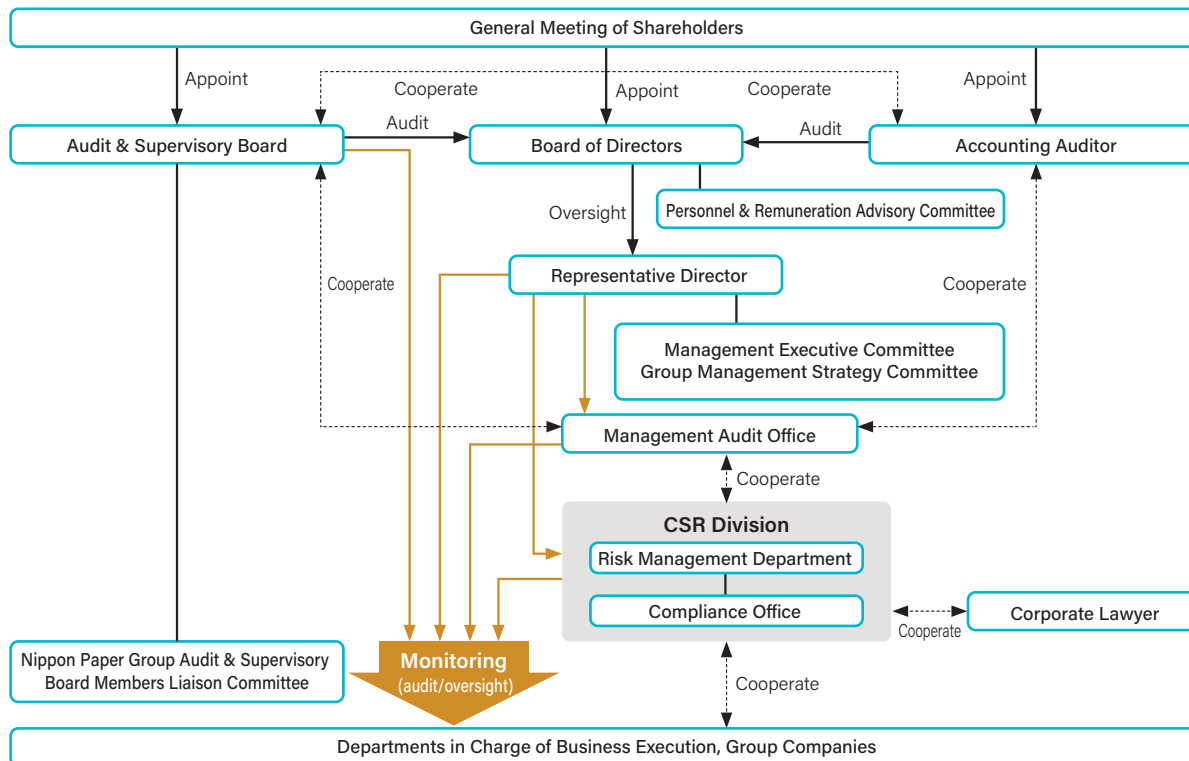 General Meeting of Shareholders
Appoint
Cooperate
Appoint
Cooperate
Appoint
Audit & Supervisory Board
Audit
Board of Directors
Audit
Accounting Auditor
Personnel & Remuneration Advisory Committee
Oversight
Representative Director
Cooperate
Cooperate
Management Executive Committee
Group Management Strategy Committee
Management Audit Office
Cooperate
CSR Division
Risk Management Department
Compliance Office
Corporate Lawyer
Cooperate
Nippon Paper Group Audit & Supervisory
Board Members Liaison Committee
Monitoring
(audit/oversight)
Cooperate
Departments in Charge of Business Execution, Group Companies